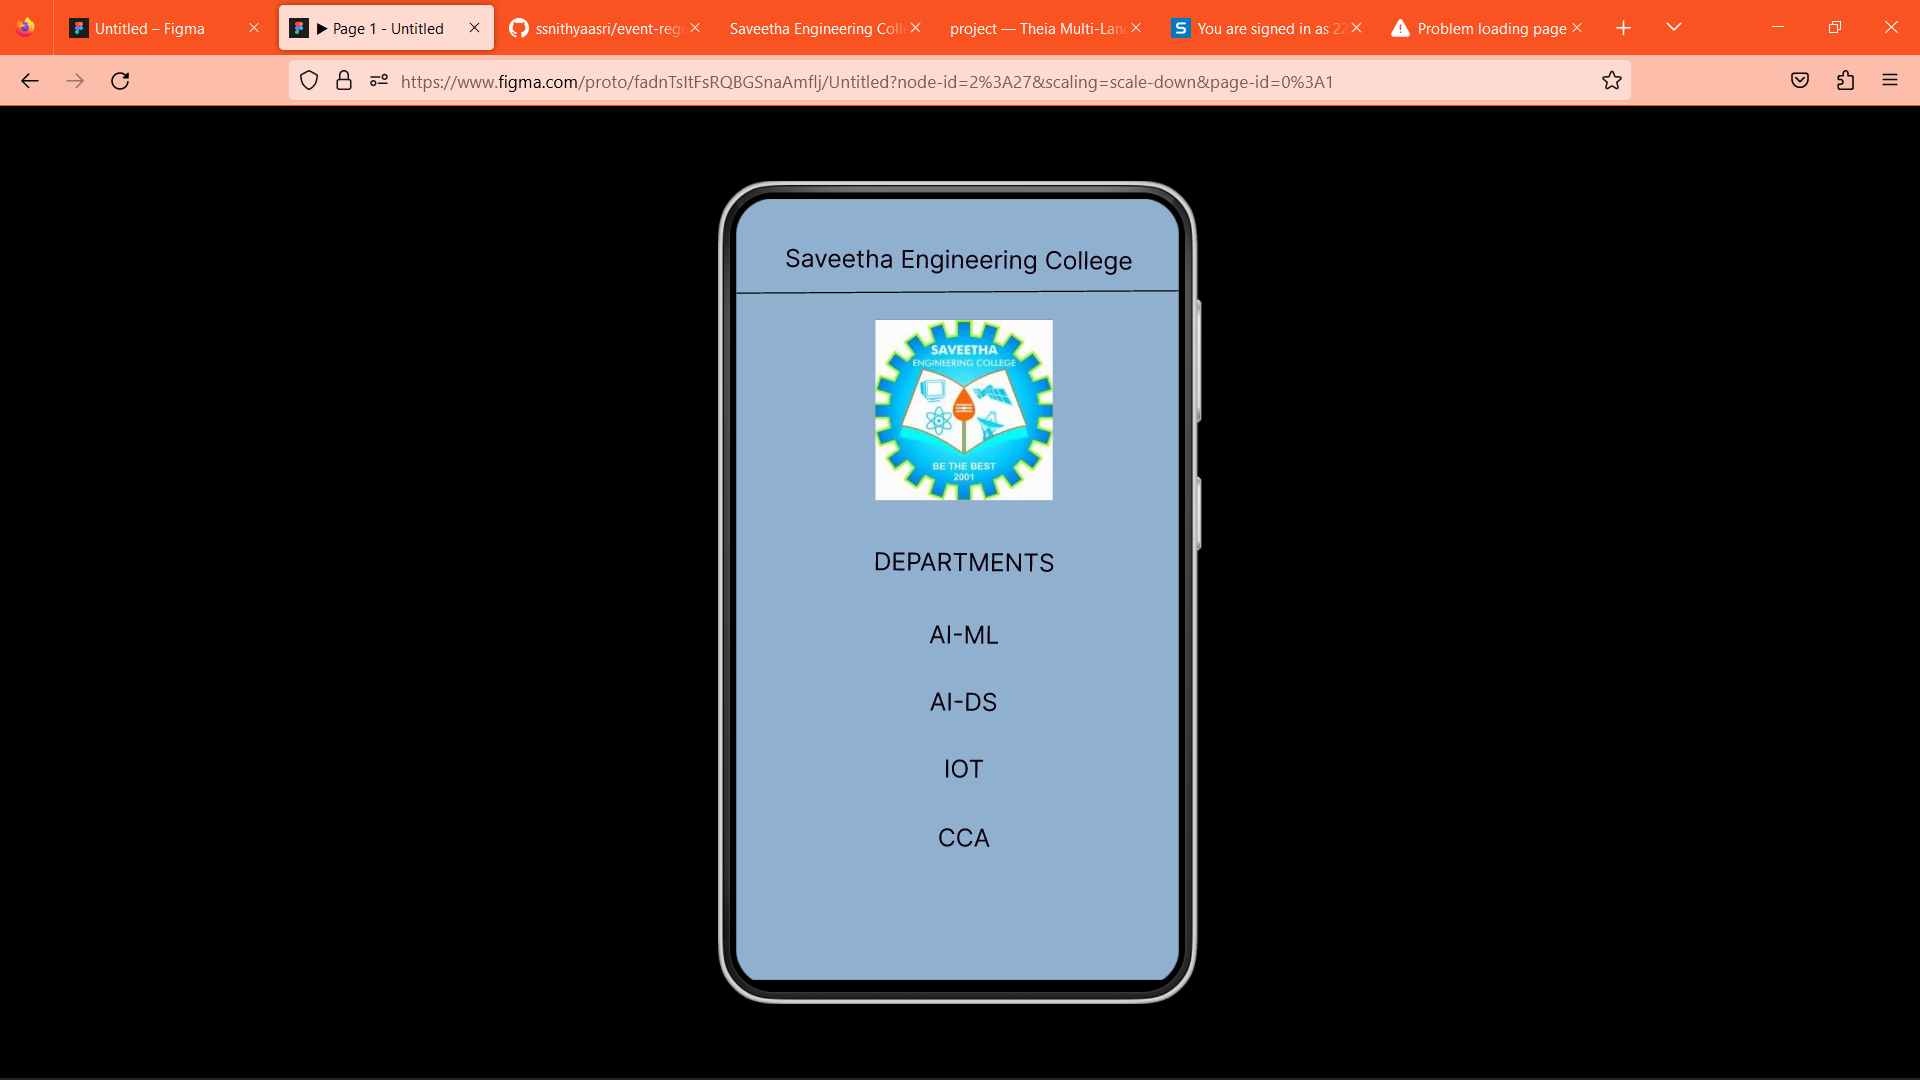 Untitled – Figma
▶ Page 1 - Untitled
ssnithyaasri/event-regi
Saveetha Engineering Colle
project — Theia Multi-Lang
S You are signed in as 22
Problem loading page
https://www.figma.com/proto/fadnTsItFsRQBGSnaAmflj/Untitled?node-id=2%3A27&scaling=scale-down&page-id=0%3A1
Saveetha Engineering College
SAVEETHA
ENGINEERING COLLEGE
BE THE BEST
2001
DEPARTMENTS
AI-ML
AI-DS
IOT
CCA